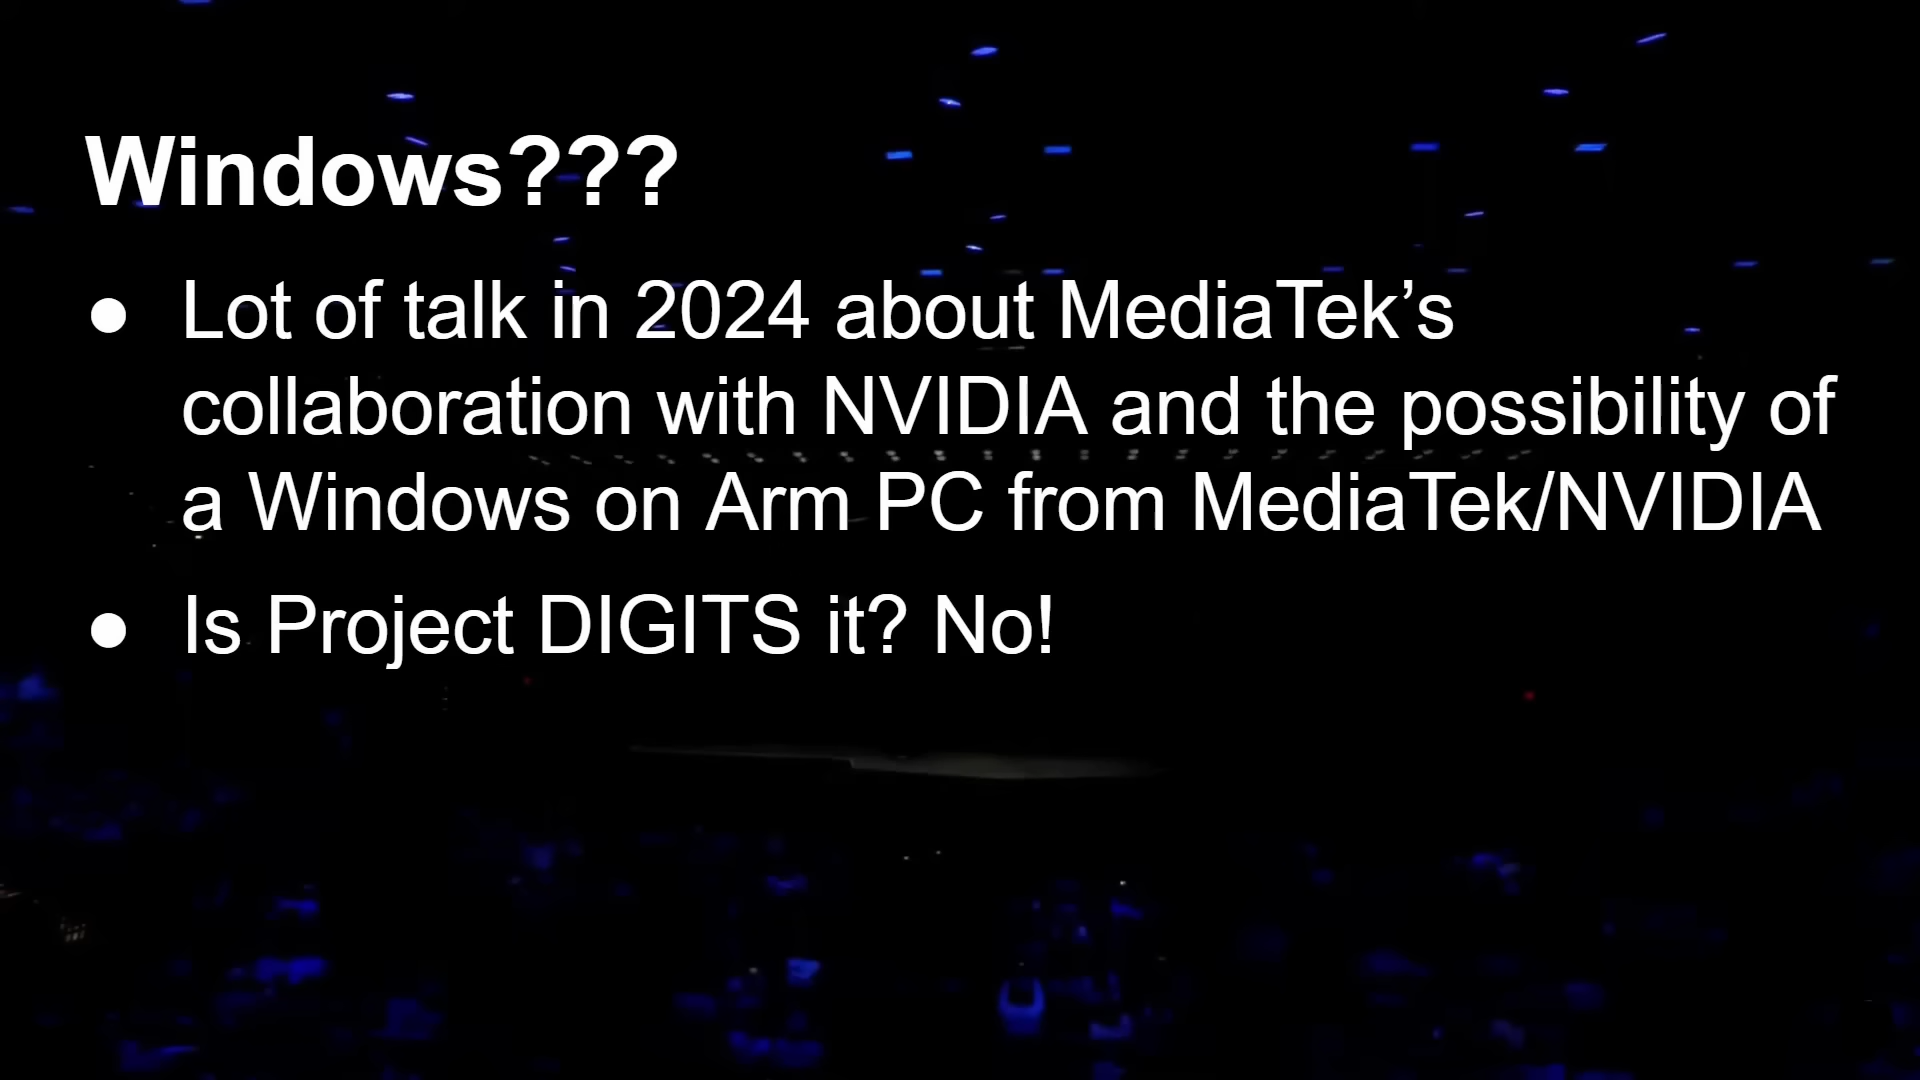 Windows???
● Lot of talk in 2024 about MediaTek’s
collaboration with NVIDIA and the possibility of
a Windows on Arm PC from MediaTek/NVIDIA
● Is Project DIGITS it? No!